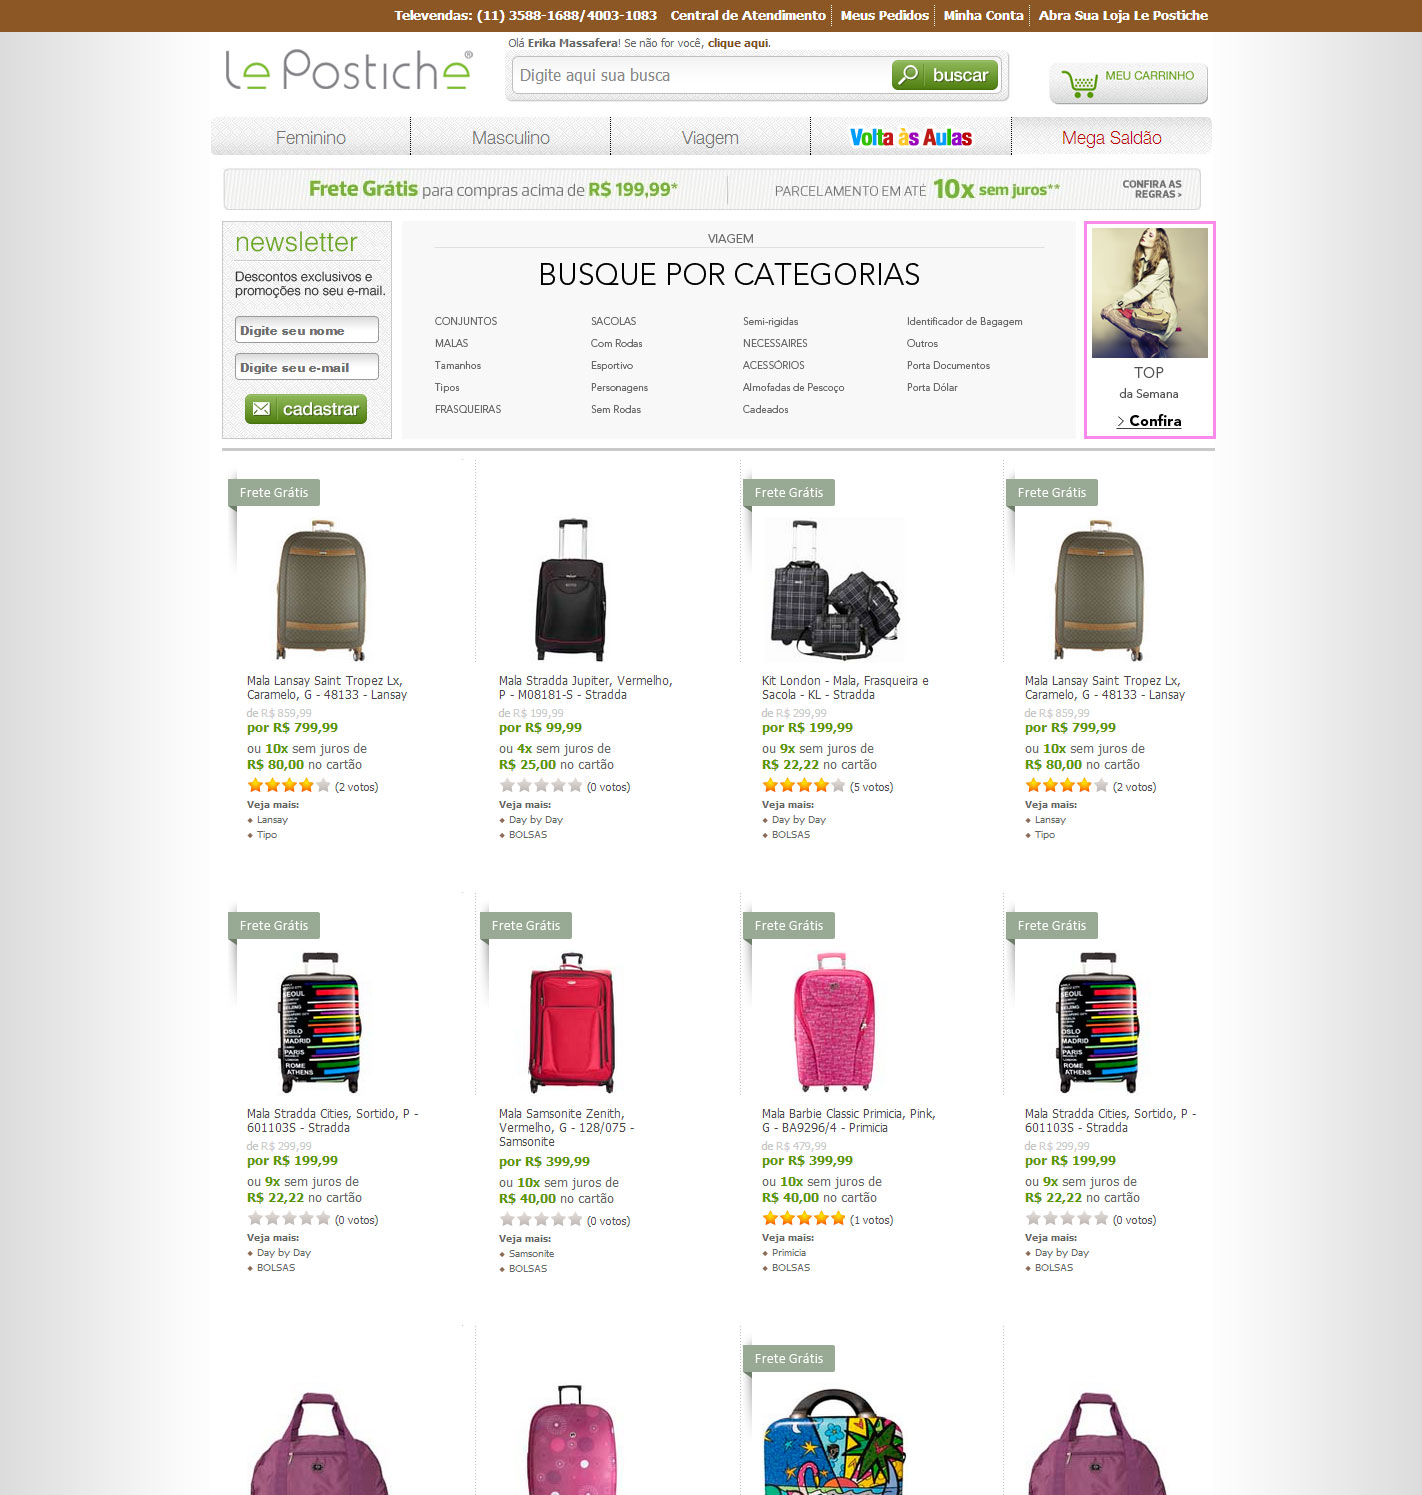 Televendas: (11) 3588-1688/4003-1083 Central de Atendimento Meus Pedidos Minha Conta Abra Sua Loja Le Postiche
Olá Erika Massafera! Se não for você, clique aqui.
Le Postiche®
Digite aqui sua busca
buscar
MEU CARRINHO
Feminino Masculino Viagem Volta às Aulas Mega Saldão
Frete Grátis para compras acima de R$ 199,99*
PARCELAMENTO EM ATÉ 10x sem juros**
CONFIRA AS
REGRAS >
newsletter
Descontos exclusivos e
promoções no seu e-mail.
Digite seu nome
Digite seu e-mail
cadastrar
VIAGEM
BUSQUE POR CATEGORIAS
CONJUNTOS
MALAS
Tamanhos
Tipos
FRASQUEIRAS
SACOLAS
Com Rodas
Esportivo
Personagens
Sem Rodas
Semi-rigidas
NECESSAIRES
ACESSÓRIOS
Almofadas de Pescoço
Cadeados
Identificador de Bagagem
Outros
Porta Documentos
Porta Dólar
TOP
da Semana
> Confira
Frete Grátis
Mala Lansay Saint Tropez Lx,
Caramelo, G - 48133 - Lansay
de R$ 859,99
por R$ 799,99
ou 10x sem juros de
R$ 80,00 no cartão
(2 votos)
Veja mais:
Lansay
Tipo
Mala Stradda Jupiter, Vermelho,
P - M08181-S - Stradda
de R$ 199,99
por R$ 99,99
ou 4x sem juros de
R$ 25,00 no cartão
(0 votos)
Veja mais:
Day by Day
BOLSAS
Frete Grátis
Kit London - Mala, Frasqueira e
Sacola - KL - Stradda
de R$ 299,99
por R$ 199,99
ou 9x sem juros de
R$ 22,22 no cartão
(5 votos)
Veja mais:
Day by Day
BOLSAS
Frete Grátis
Mala Lansay Saint Tropez Lx,
Caramelo, G - 48133 - Lansay
de R$ 859,99
por R$ 799,99
ou 10x sem juros de
R$ 80,00 no cartão
(2 votos)
Veja mais:
Lansay
Tipo
Frete Grátis
SEOUL
BEIJING
OSLO
MADRID
PARIS
ROME
ATHENS
Mala Stradda Cities, Sortido, P -
601103S - Stradda
de R$ 299,99
por R$ 199,99
ou 9x sem juros de
R$ 22,22 no cartão
(0 votos)
Veja mais:
Day by Day
BOLSAS
Frete Grátis
Mala Samsonite Zenith,
Vermelho, G - 128/075 -
Samsonite
por R$ 399,99
ou 10x sem juros de
R$ 40,00 no cartão
(0 votos)
Veja mais:
Samsonite
BOLSAS
Frete Grátis
Mala Barbie Classic Primicia, Pink,
G - BA9296/4 - Primicia
de R$ 479,99
por R$ 399,99
ou 10x sem juros de
R$ 40,00 no cartão
(1 votos)
Veja mais:
Primicia
BOLSAS
Frete Grátis
SEOUL
BEIJING
OSLO
MADRID
PARIS
ROME
ATHENS
Mala Stradda Cities, Sortido, P -
601103S - Stradda
de R$ 299,99
por R$ 199,99
ou 9x sem juros de
R$ 22,22 no cartão
(0 votos)
Veja mais:
Day by Day
BOLSAS
Frete Grátis